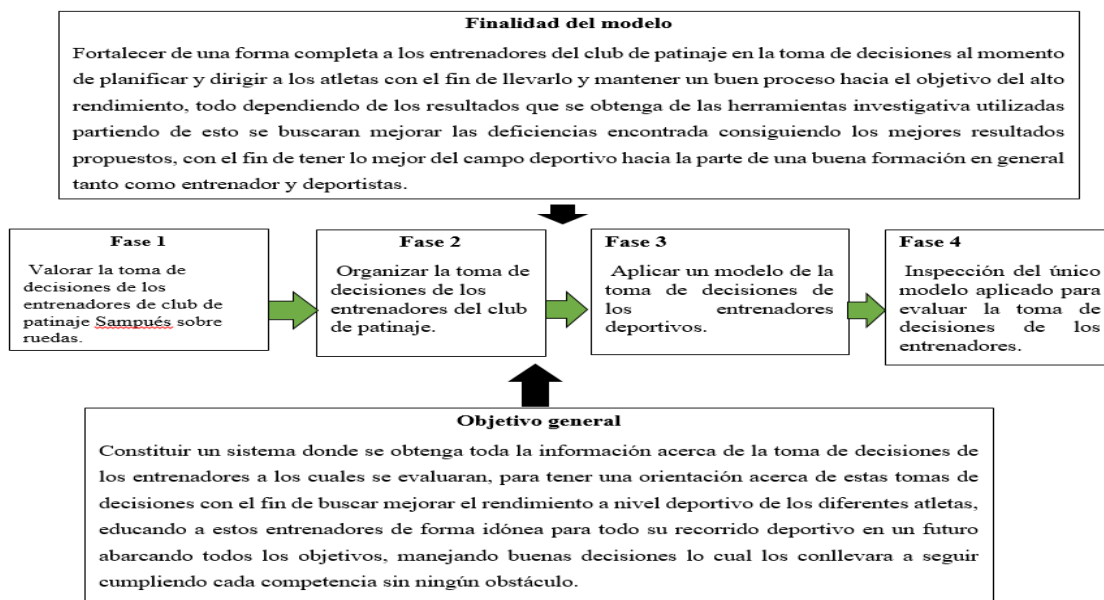 Finalidad del modelo
Fortalecer de una forma completa a los entrenadores del club de patinaje en la toma de decisiones al momento
de planificar y dirigir a los atletas con el fin de llevarlo y mantener un buen proceso hacia el objetivo del alto
rendimiento, todo dependiendo de los resultados que se obtenga de las herramientas investigativa utilizadas
partiendo de esto se buscaran mejorar las deficiencias encontrada consiguiendo los mejores resultados
propuestos, con el fin de tener lo mejor del campo deportivo hacia la parte de una buena formación en general
tanto como entrenador y deportistas.
Fase 1
Valorar la toma de
decisiones de los
entrenadores de club de
patinaje Sampués sobre
ruedas.
Fase 2
Organizar la toma de
decisiones de los
entrenadores del club
de patinaje.
Fase 3
Aplicar un modelo de la
toma de decisiones de
los entrenadores
deportivos.
Fase 4
Inspección del único
modelo aplicado para
evaluar la toma de
decisiones de los
entrenadores.
Objetivo general
Constituir un sistema donde se obtenga toda la información acerca de la toma de decisiones de
los entrenadores a los cuales se evaluaran, para tener una orientación acerca de estas tomas de
decisiones con el fin de buscar mejorar el rendimiento a nivel deportivo de los diferentes atletas,
educando a estos entrenadores de forma idónea para todo su recorrido deportivo en un futuro
abarcando todos los objetivos, manejando buenas decisiones lo cual los conllevara a seguir
cumpliendo cada competencia sin ningún obstáculo.